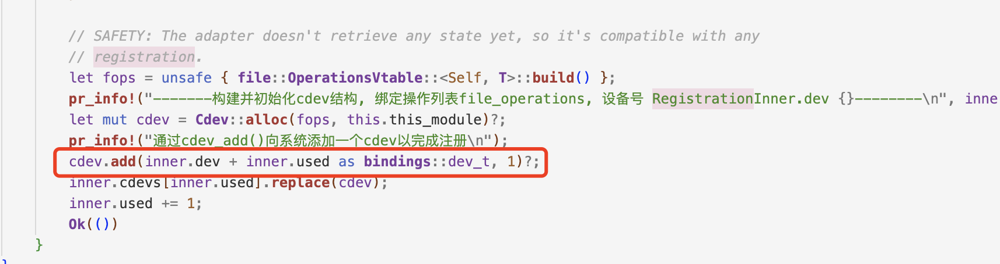 // SAFETY: The adapter doesn't retrieve any state yet, so it's compatible with any
// registration.
let fops = unsafe { file::OperationsVtable::<Self, T>::build() };
pr_info!("-------构建并初始化cdev结构, 绑定操作列表file_operations, 设备号 RegistrationInner.dev {}--------\n", inne
let mut cdev = Cdev::alloc(fops, this.this_module)?;
pr_info!("通过cdev_add()向系统添加一个cdev以完成注册\n");
cdev.add(inner.dev + inner.used as bindings::dev_t, 1)?;
inner.cdevs[inner.used].replace(cdev);
inner.used += 1;
Ok(())
}